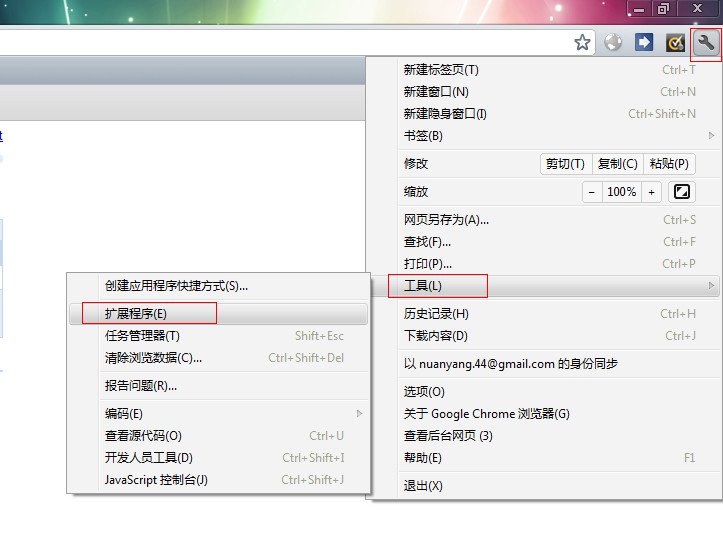 新建标签页(T) Ctrl+T
新建窗口(N) Ctrl+N
新建隐身窗口(I) Ctrl+Shift+N
书签(B)
修改 剪切(T) 复制(C) 粘贴(P)
缩放 - 100% +
网页另存为(A)... Ctrl+S
查找(F)... Ctrl+F
打印(P)... Ctrl+P
工具(L)
历史记录(H) Ctrl+H
下载内容(D) Ctrl+J
以 nuanyang.44@gmail.com 的身份同步
选项(O)
关于 Google Chrome 浏览器(G)
查看后台网页 (3)
帮助(E) F1
退出(X)
创建应用程序快捷方式(S)...
扩展程序(E)
任务管理器(T) Shift+Esc
清除浏览数据(C)... Ctrl+Shift+Del
报告问题(R)...
编码(E)
查看源代码(O) Ctrl+U
开发人员工具(D) Ctrl+Shift+I
JavaScript 控制台(J) Ctrl+Shift+J